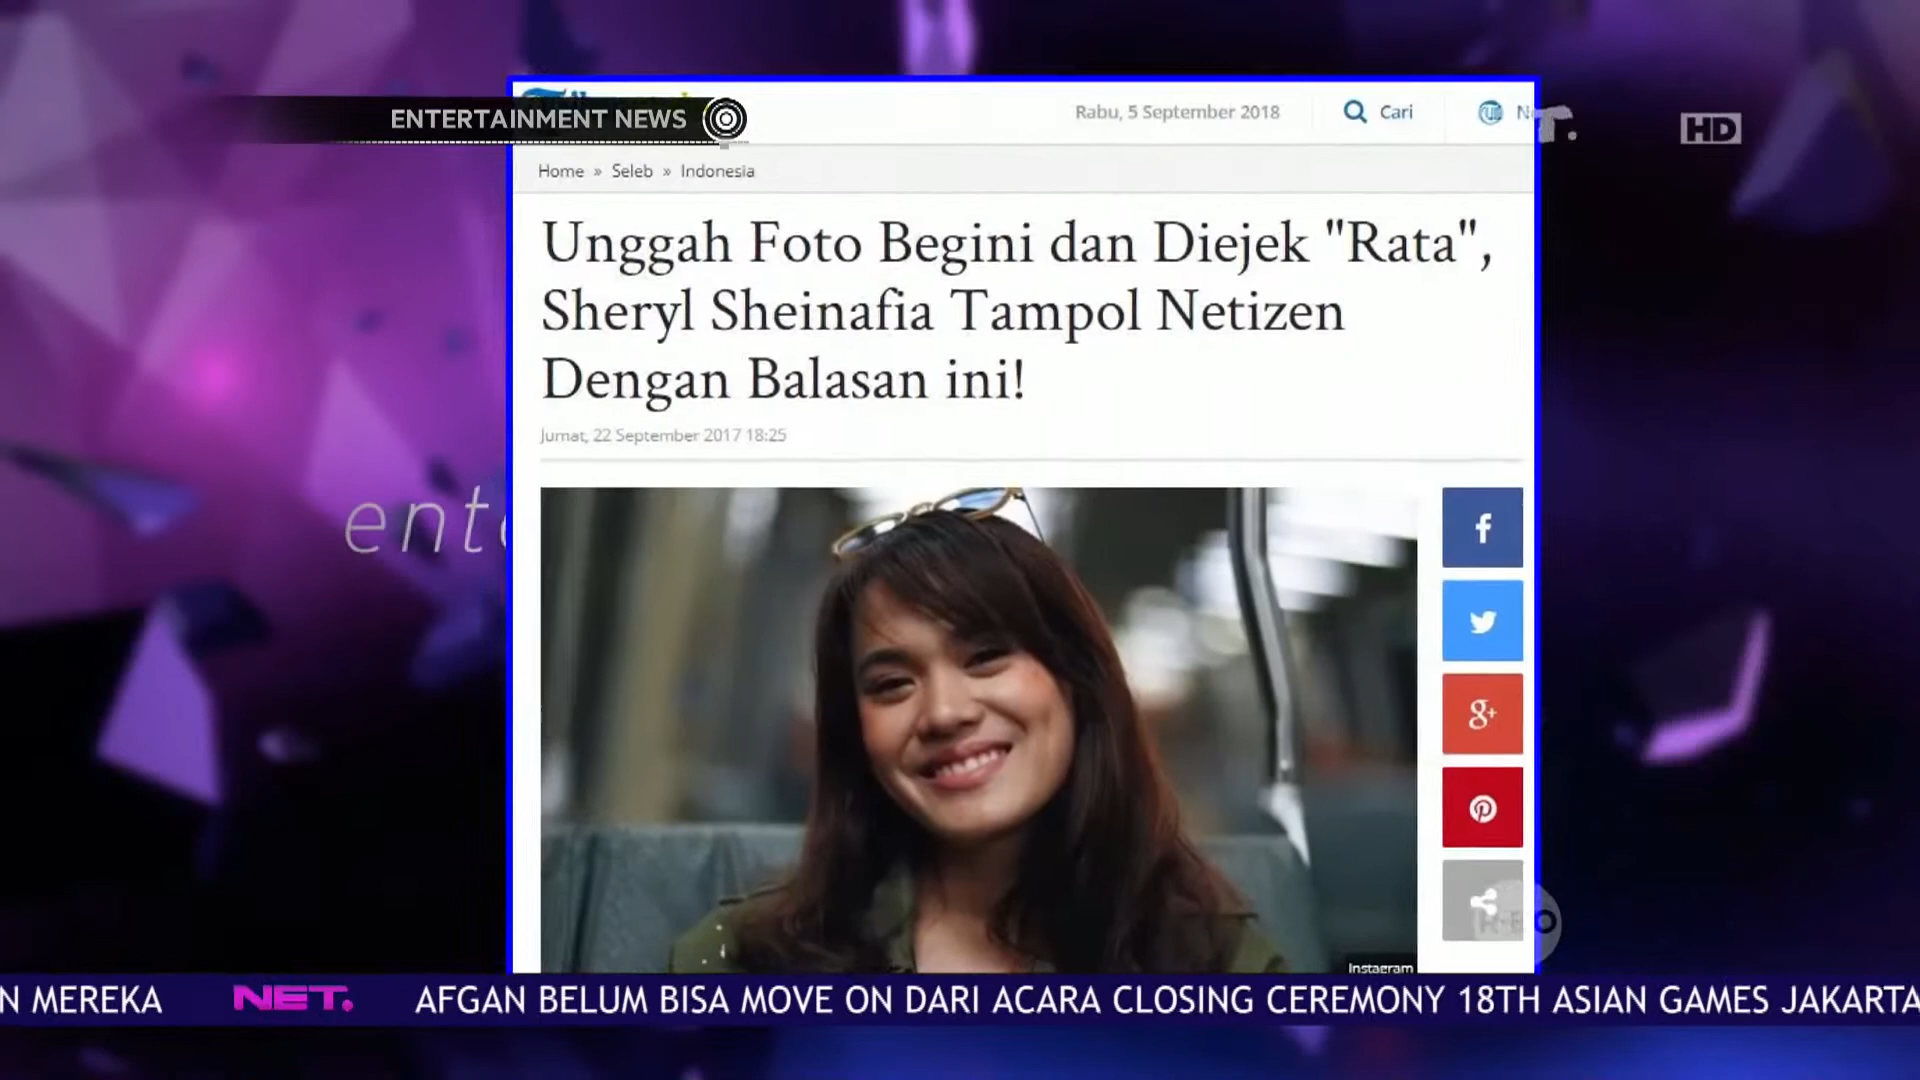 ENTERTAINMENT NEWS
Rabu, 5 September 2018
Cari
HD
Home » Seleb » Indonesia
Unggah Foto Begini dan Diejek "Rata",
Sheryl Sheinafia Tampol Netizen
Dengan Balasan ini!
Jumat, 22 September 2017 18:25
f
g+
Instagram
N MEREKA NET. AFGAN BELUM BISA MOVE ON DARI ACARA CLOSING CEREMONY 18TH ASIAN GAMES JAKARTA